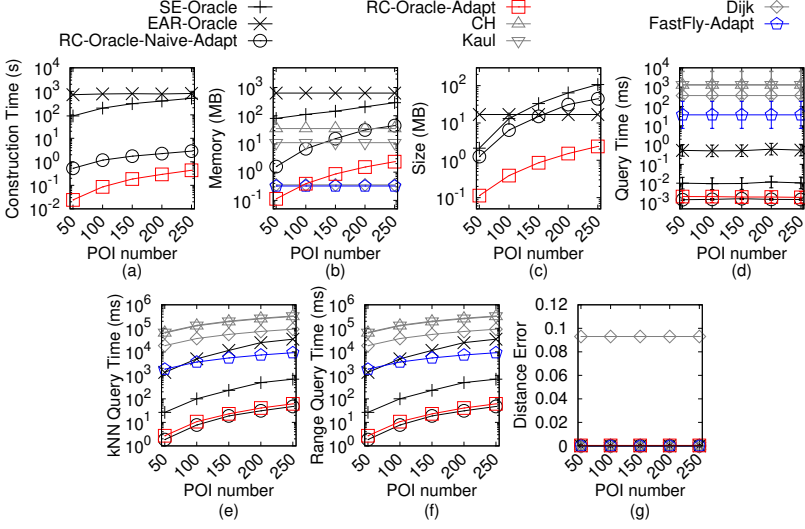 SE-Oracle
EAR-Oracle
RC-Oracle-Naive-Adapt
RC-Oracle-Adapt
CH
Kaul
Dijk
FastFly-Adapt
Construction Time (s)
10^4
10^3
10^2
10^1
10^0
10^-1
10^-2
50 100 150 200 250
POI number
(a)
Memory (MB)
10^3
10^2
10^1
10^0
10^-1
50 100 150 200 250
POI number
(b)
Size (MB)
10^2
10^1
10^0
10^-1
50 100 150 200 250
POI number
(c)
Query Time (ms)
10^4
10^3
10^2
10^1
10^0
10^-1
10^-2
10^-3
50 100 150 200 250
POI number
(d)
kNN Query Time (ms)
10^6
10^5
10^4
10^3
10^2
10^1
10^0
50 100 150 200 250
POI number
(e)
Range Query Time (ms)
10^6
10^5
10^4
10^3
10^2
10^1
10^0
50 100 150 200 250
POI number
(f)
Distance Error
0.12
0.1
0.08
0.06
0.04
0.02
0
50 100 150 200 250
POI number
(g)